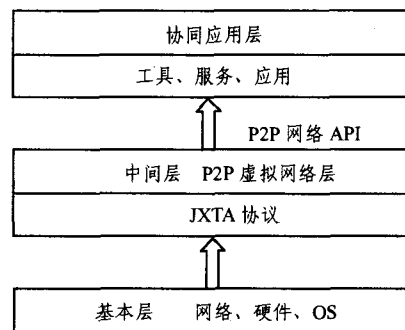 协同应用层
工具、服务、应用
P2P 网络 API
中间层 P2P 虚拟网络层
JXTA 协议
基本层 网络、硬件、OS